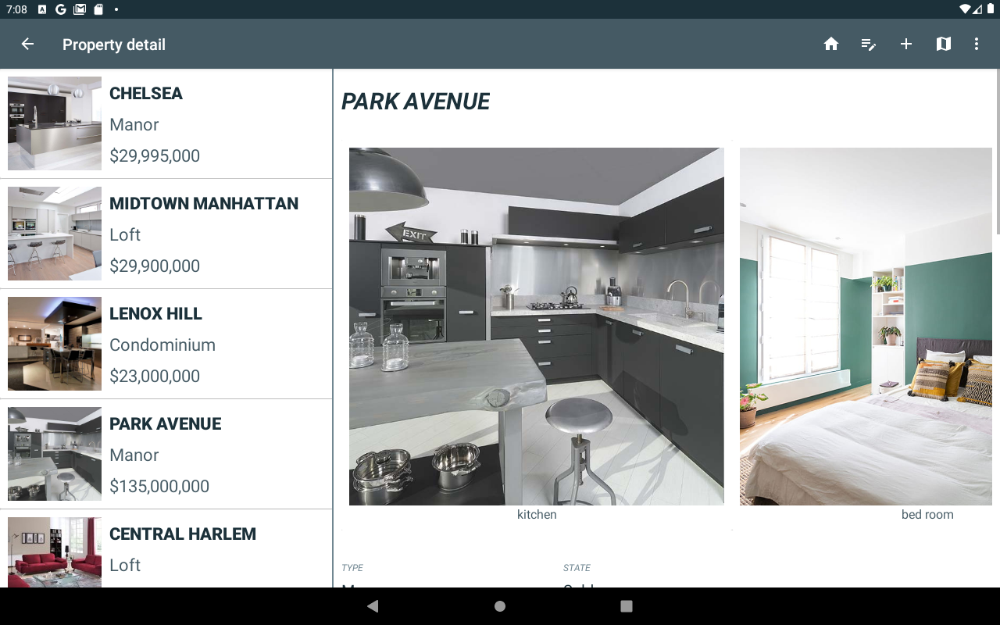 7:08
Property detail
CHELSEA
Manor
$29,995,000
MIDTOWN MANHATTAN
Loft
$29,900,000
LENOX HILL
Condominium
$23,000,000
PARK AVENUE
Manor
$135,000,000
CENTRAL HARLEM
Loft
PARK AVENUE
EXIT
kitchen
bed room
TYPE
STATE